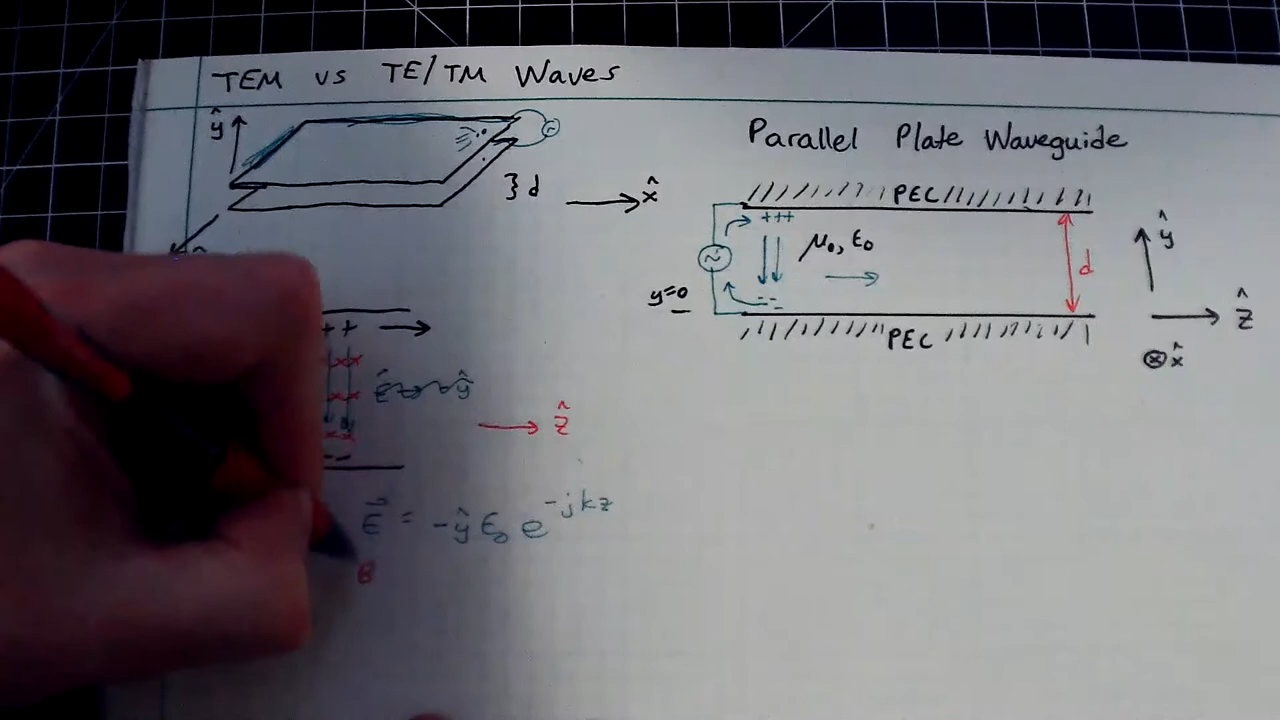 TEM vs TE/TM Waves
ŷ
} d
x̂
+ +
ẑ
E⃗ = -ŷ E₀ e^-jkz
B
Parallel Plate Waveguide
PEC
+++
μ₀, ε₀
~
d
y=0
--
PEC
ŷ
ẑ
x̂